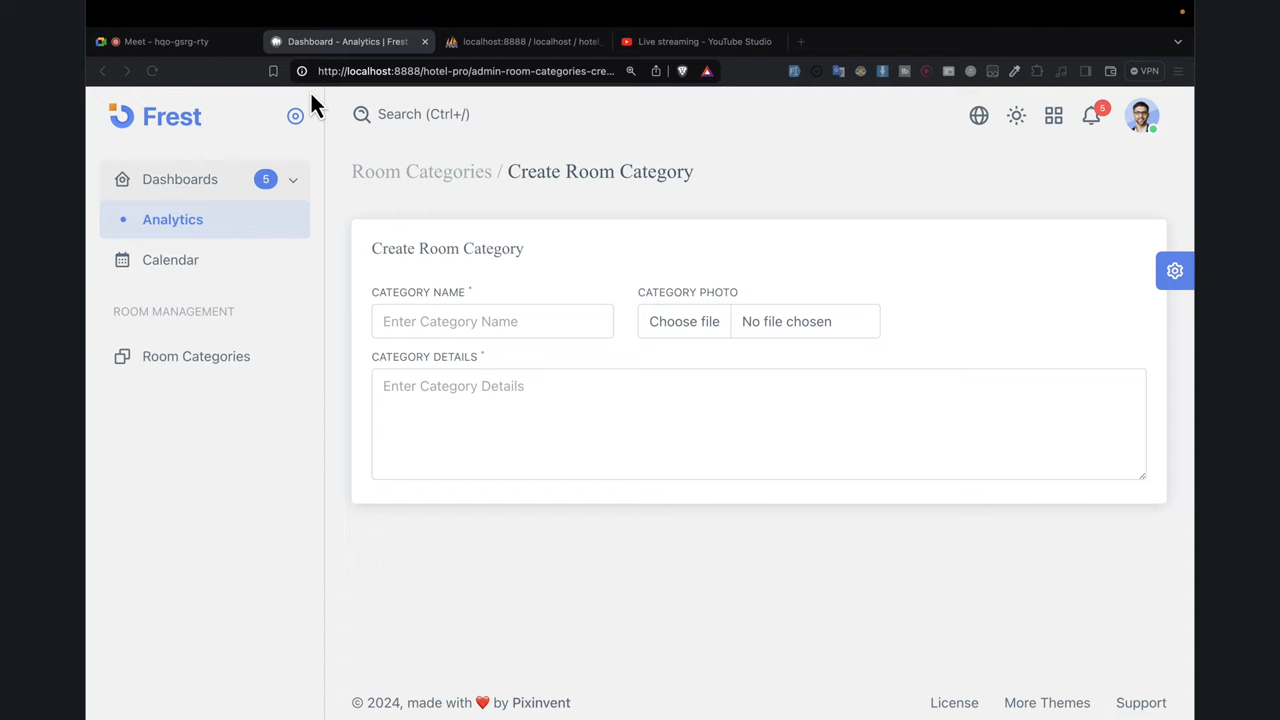 Meet - hqo-gsrg-rty
Dashboard - Analytics | Frest
localhost:8888 / localhost / hotel_
Live streaming - YouTube Studio
http://localhost:8888/hotel-pro/admin-room-categories-cre...
VPN
Frest
Search (Ctrl+/)
5
Dashboards
5
Analytics
Calendar
ROOM MANAGEMENT
Room Categories
Room Categories / Create Room Category
Create Room Category
CATEGORY NAME *
CATEGORY PHOTO
Enter Category Name
Choose file
No file chosen
CATEGORY DETAILS *
Enter Category Details
© 2024, made with ❤️ by Pixinvent
License
More Themes
Support